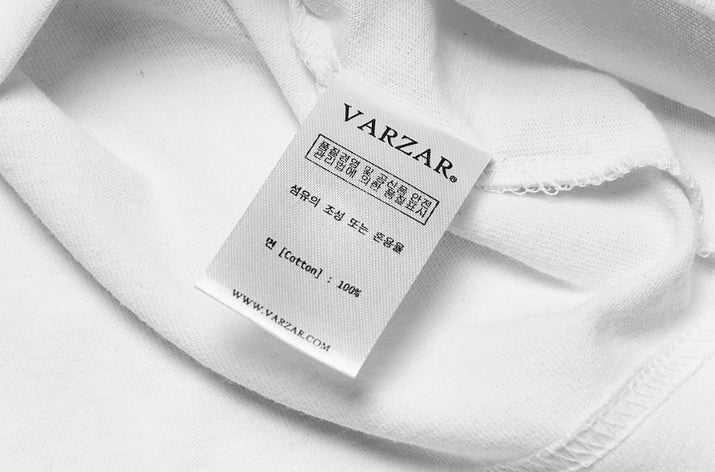 VARZAR®
품질경영 및 공산품 안전
관리법에 의한 품질표시
섬유의 조성 또는 혼용율
면 [Cotton] : 100%
WWW.VARZAR.COM